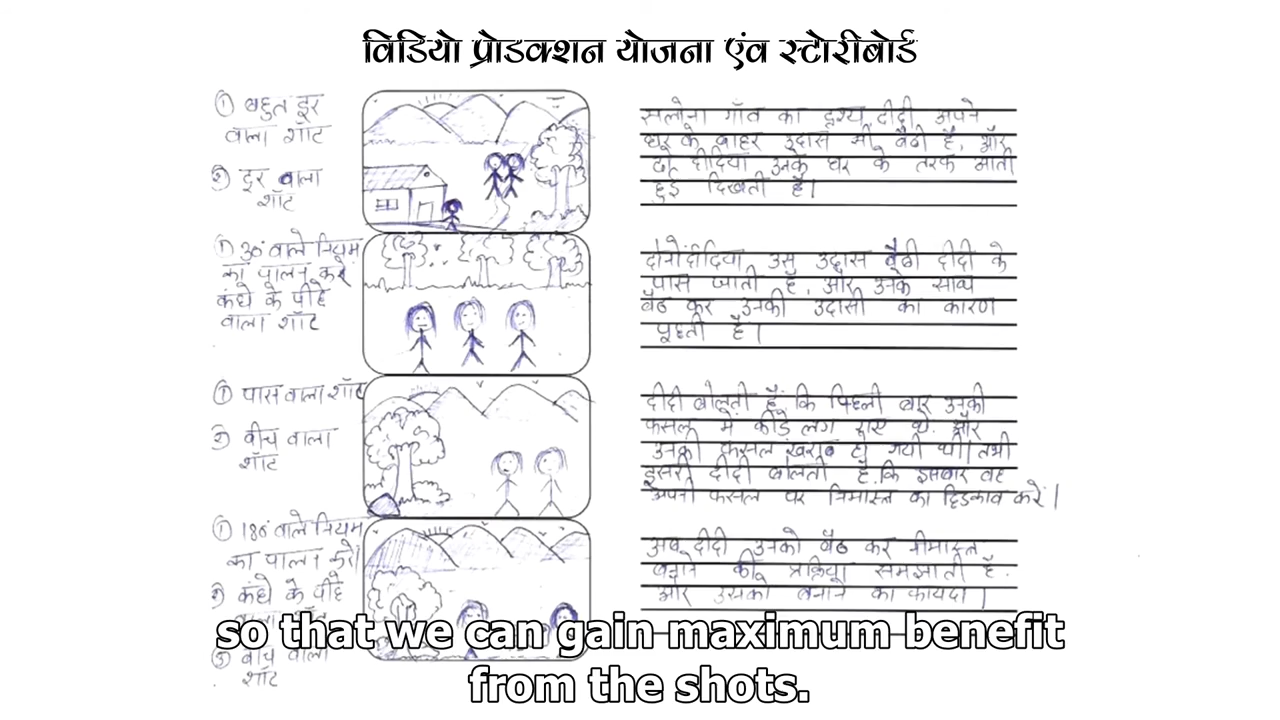 विडियो प्रोडक्शन योजना एंव स्टोरीबोर्ड
① बहुत दूर
वाला शॉट
② दूर वाला
शॉट
सलोना गाँव का दृश्य, दीदी अपने
घर के बाहर उदास सी बैठी है, और
दो दीदियां उनके घर के तरफ आती
हुई दिखती है।
① 30 वाले नियम
का पालन करें
कंधे के पीछे
वाला शॉट
दोनों दीदियां उस उदास बैठी दीदी के
पास जाती है, और उनके साथ
बैठ कर उनकी उदासी का कारण
पूछती है।
① पास वाला शॉट
② बीच वाला
शॉट
दीदी बोलती है कि पिछली बार उनकी
फसल में कीड़े लग गए थे और
उनकी फसल खराब हो गयी थी। तभी
दूसरी दीदी बोलती है कि इसबार वह
अपनी फसल पर का छिड़काव करें।
① 180 वाले नियम
का पालन करें।
② कंधे के पीछे
वाला शॉट
③ बीच वाला
शॉट
अब दीदी उनको बैठ कर नीमास्त्र
बनाने की प्रक्रिया समझाती है.
और उसको बनाने का फायदा।
so that we can gain maximum benefit
from the shots.